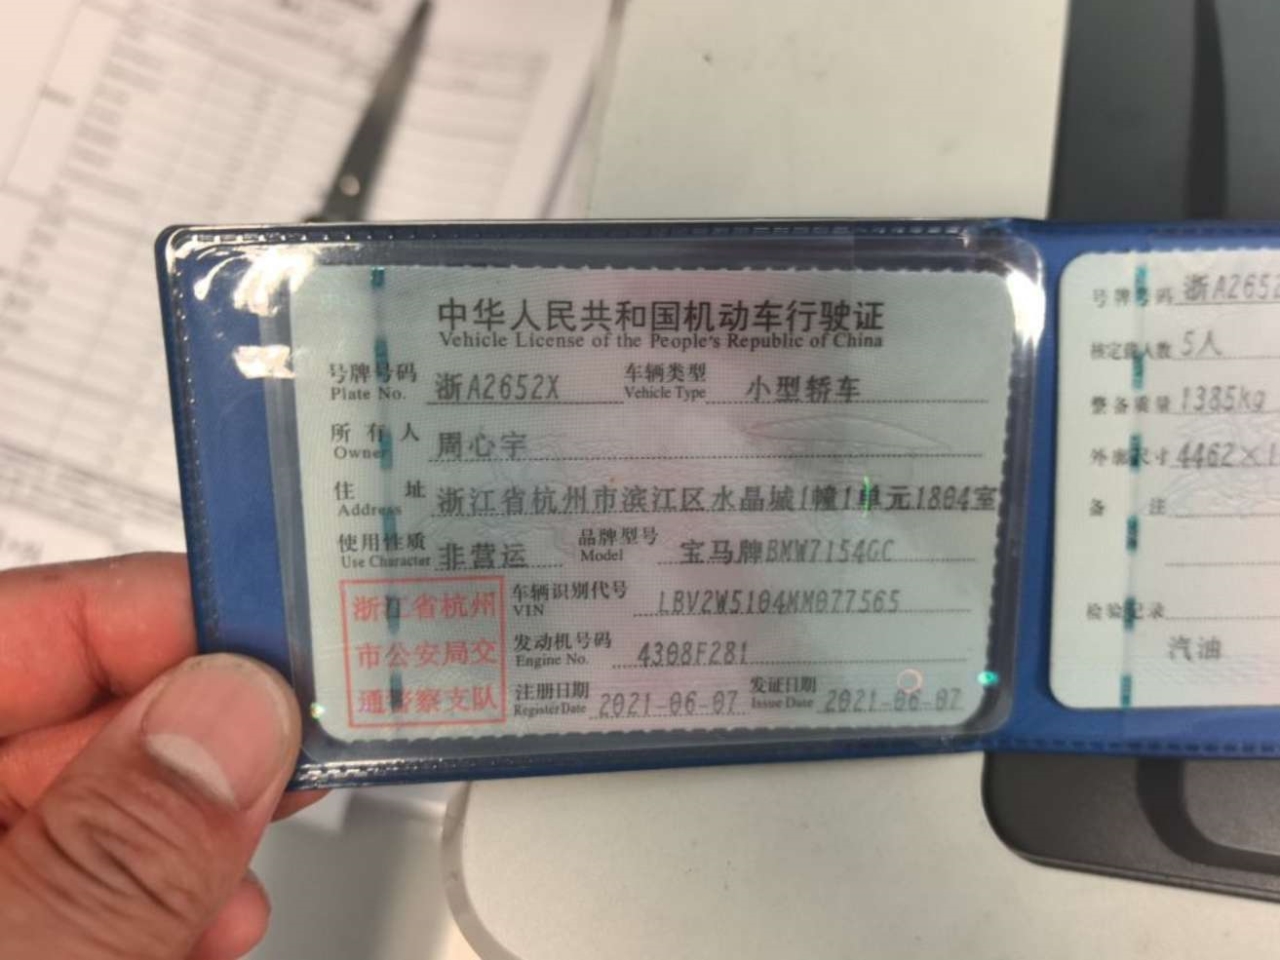 中华人民共和国机动车行驶证
Vehicle License of the People's Republic of China
号牌号码 浙A2652X 车辆类型 小型轿车
Plate No. Vehicle Type
所有人 周心宇
Owner
住址 浙江省杭州市滨江区水晶城1幢1单元1804室
Address
使用性质 非营运 品牌型号 宝马牌BMW7154GC
Use Character Model
浙江省杭州
市公安局交
通警察支队
车辆识别代号 LBV2W5104MM077565
VIN
发动机号码 4308F281
Engine No.
注册日期 2021-06-07 发证日期 2021-06-07
Register Date Issue Date
号牌号码 浙A2652
核定载人数 5人
整备质量 1385kg
外廓尺寸 4462×1
备注
检验记录
汽油